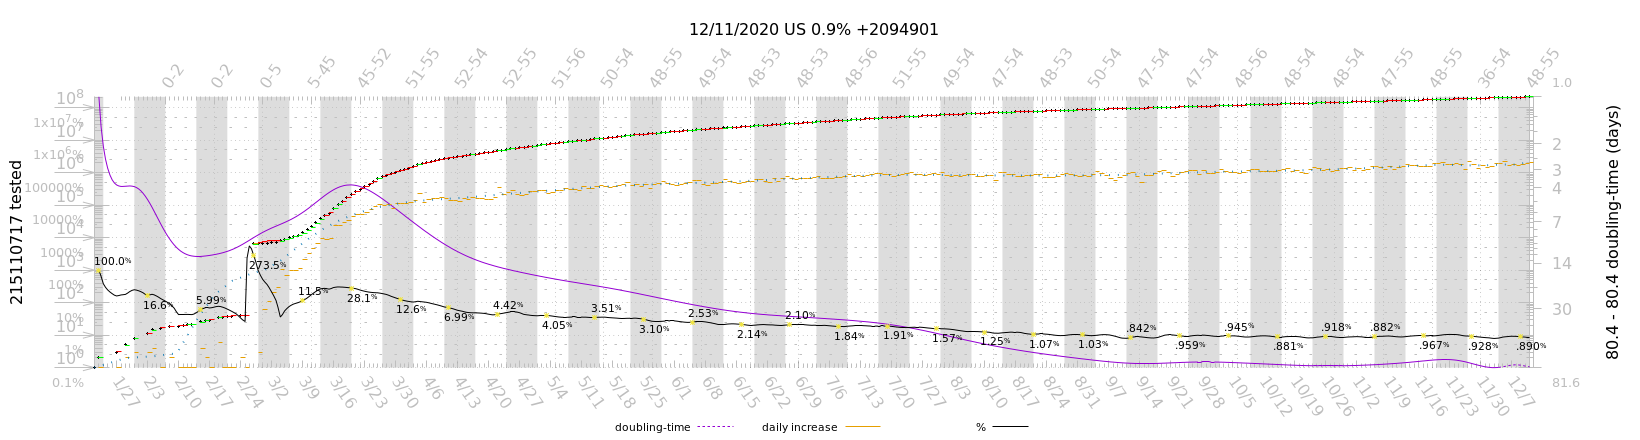 12/11/2020 US 0.9% +2094901
0-2 0-2 0-5 5-45 45-52 51-55 52-54 52-55 51-56 50-54 48-55 49-54 48-53 48-53 48-56 51-55 49-54 47-54 48-53 50-54 47-54 47-54 48-56 48-54 48-54 47-55 48-55 36-54 48-55
215110717 tested
10⁸
1x10⁷%
10⁷
1x10⁶%
10⁶
100000%
10⁵
10000%
10⁴
1000%
10³
100%
10²
10%
10¹
1%
10⁰
0.1%
100.0% 16.6% 5.99% 273.5% 11.5% 28.1% 12.6% 6.99% 4.42% 4.05% 3.51% 3.10% 2.53% 2.14% 2.10% 1.84% 1.91% 1.57% 1.25% 1.07% 1.03% .842% .959% .945% .881% .918% .882% .967% .928% .890%
1.0
2
3
4
7
14
30
81.6
80.4 - 80.4 doubling-time (days)
1/27 2/3 2/10 2/17 2/24 3/2 3/9 3/16 3/23 3/30 4/6 4/13 4/20 4/27 5/4 5/11 5/18 5/25 6/1 6/8 6/15 6/22 6/29 7/6 7/13 7/20 7/27 8/3 8/10 8/17 8/24 8/31 9/7 9/14 9/21 9/28 10/5 10/12 10/19 10/26 11/2 11/9 11/16 11/23 11/30 12/7
doubling-time daily increase %